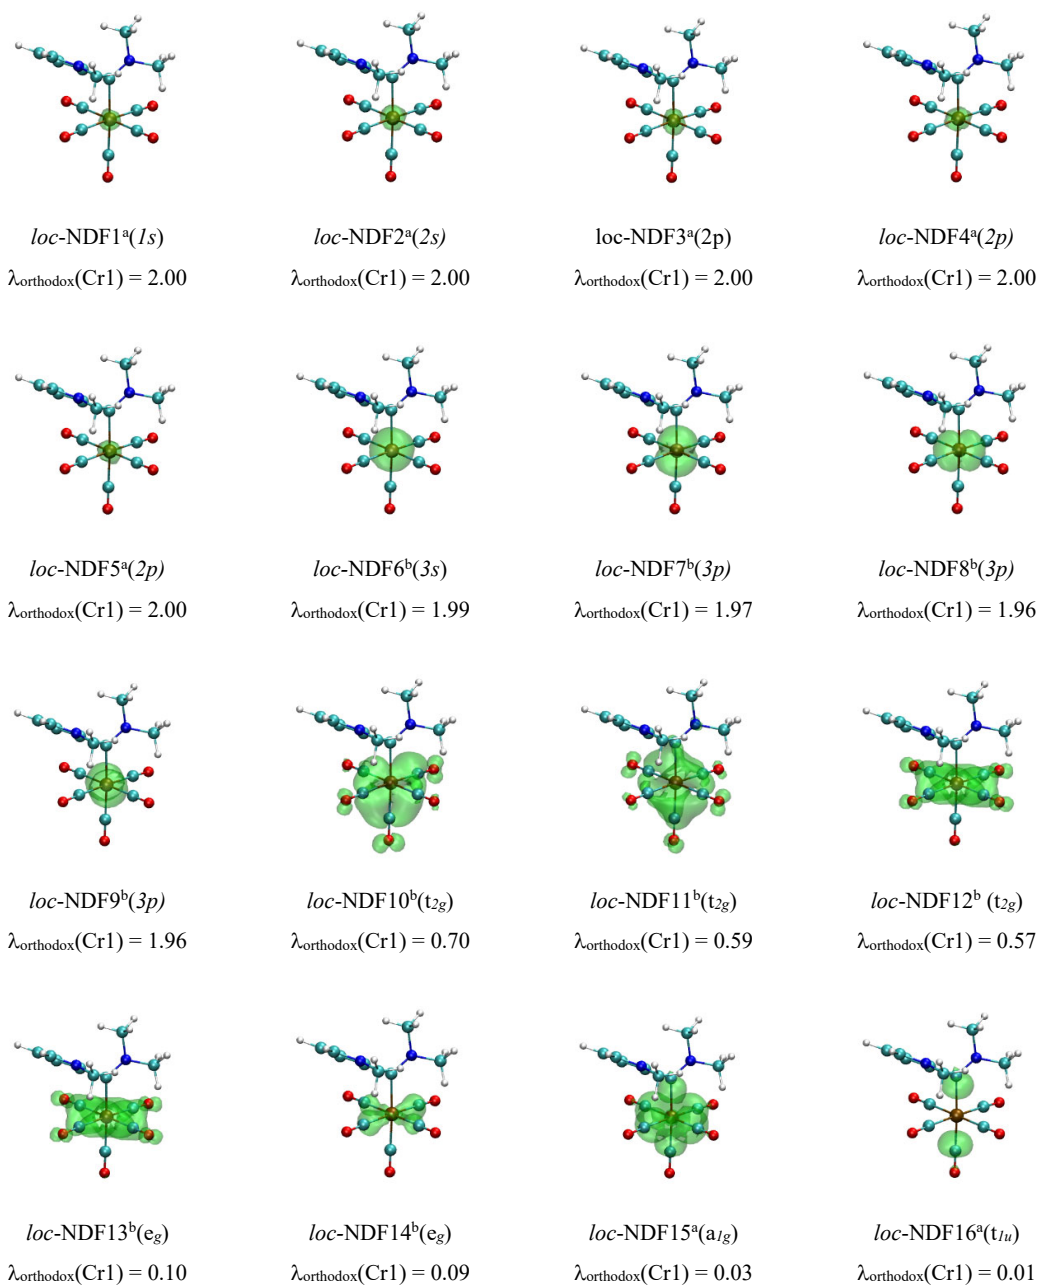 loc-NDF1ᵃ(1s) loc-NDF2ᵃ(2s) loc-NDF3ᵃ(2p) loc-NDF4ᵃ(2p)
λorthodox(Cr1) = 2.00 λorthodox(Cr1) = 2.00 λorthodox(Cr1) = 2.00 λorthodox(Cr1) = 2.00
loc-NDF5ᵃ(2p) loc-NDF6ᵇ(3s) loc-NDF7ᵇ(3p) loc-NDF8ᵇ(3p)
λorthodox(Cr1) = 2.00 λorthodox(Cr1) = 1.99 λorthodox(Cr1) = 1.97 λorthodox(Cr1) = 1.96
loc-NDF9ᵇ(3p) loc-NDF10ᵇ(t2g) loc-NDF11ᵇ(t2g) loc-NDF12ᵇ (t2g)
λorthodox(Cr1) = 1.96 λorthodox(Cr1) = 0.70 λorthodox(Cr1) = 0.59 λorthodox(Cr1) = 0.57
loc-NDF13ᵇ(eg) loc-NDF14ᵇ(eg) loc-NDF15ᵃ(a1g) loc-NDF16ᵃ(t1u)
λorthodox(Cr1) = 0.10 λorthodox(Cr1) = 0.09 λorthodox(Cr1) = 0.03 λorthodox(Cr1) = 0.01